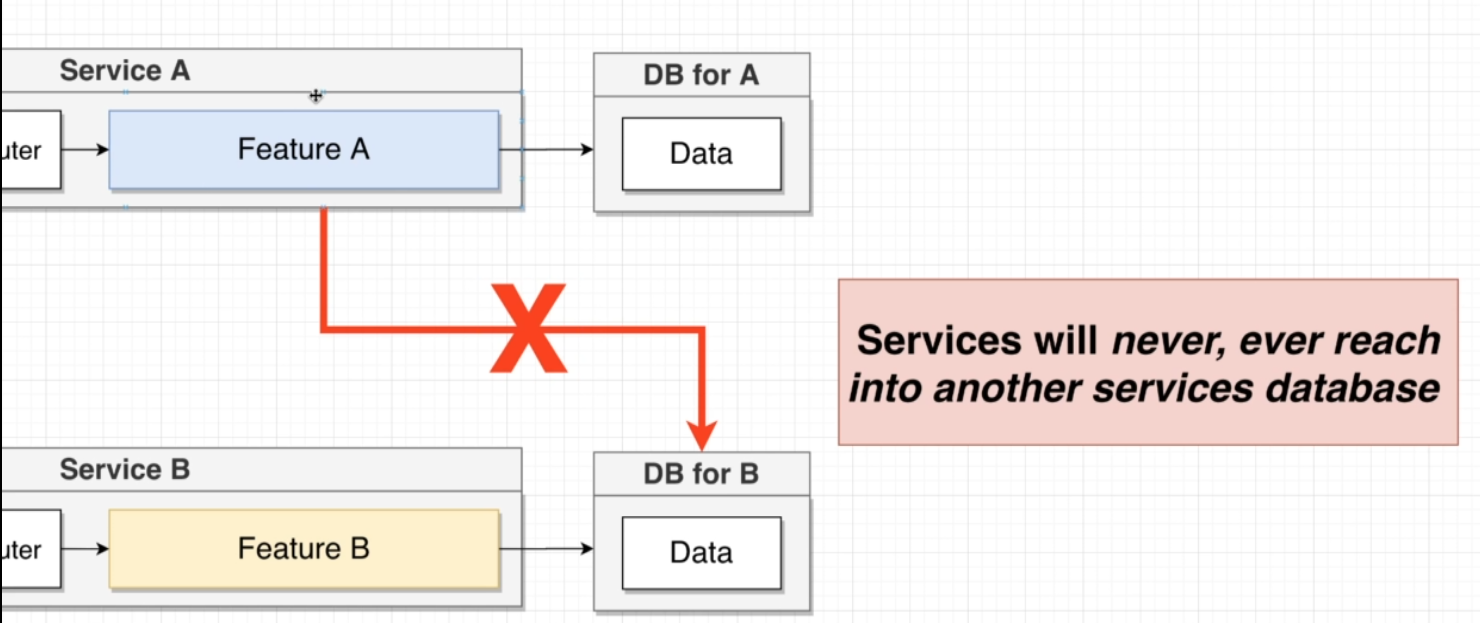 Service A
DB for A
uter
Feature A
Data
X
Services will never, ever reach
into another services database
Service B
DB for B
uter
Feature B
Data